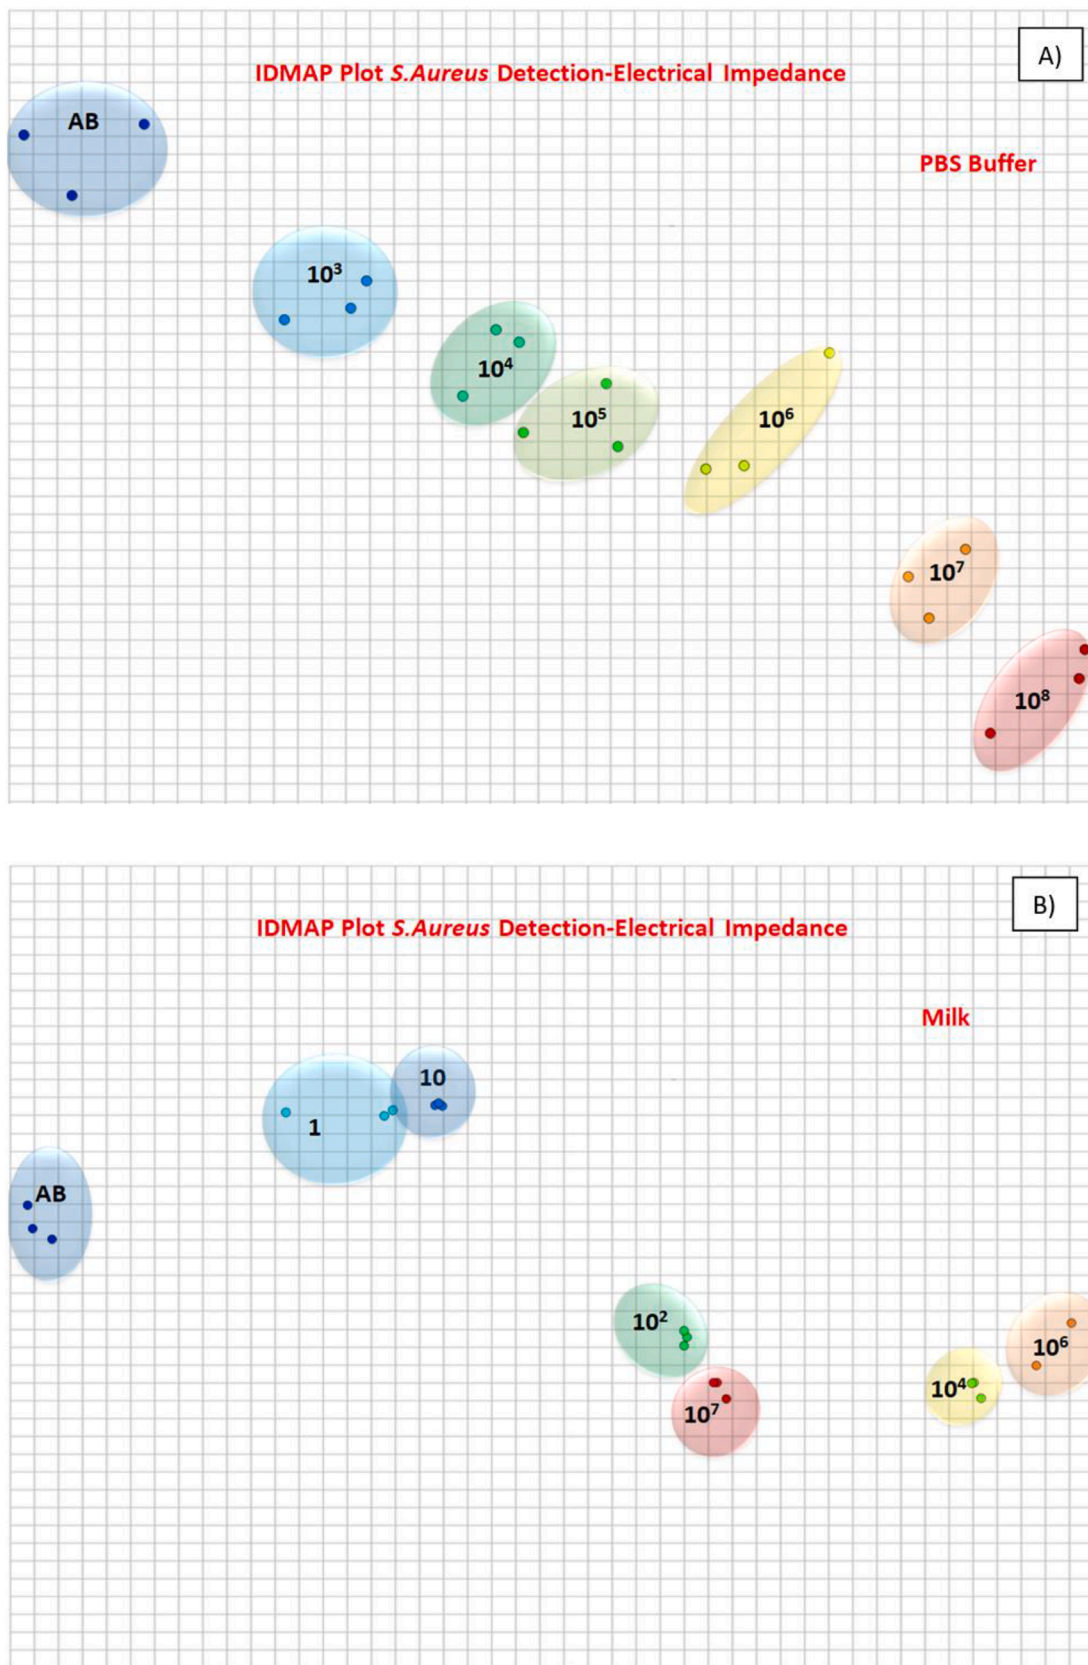 A)
IDMAP Plot S.Aureus Detection-Electrical Impedance
AB
PBS Buffer
10³
10⁴
10⁵
10⁶
10⁷
10⁸
B)
IDMAP Plot S.Aureus Detection-Electrical Impedance
Milk
10
1
AB
10²
10⁶
10⁴
10⁷